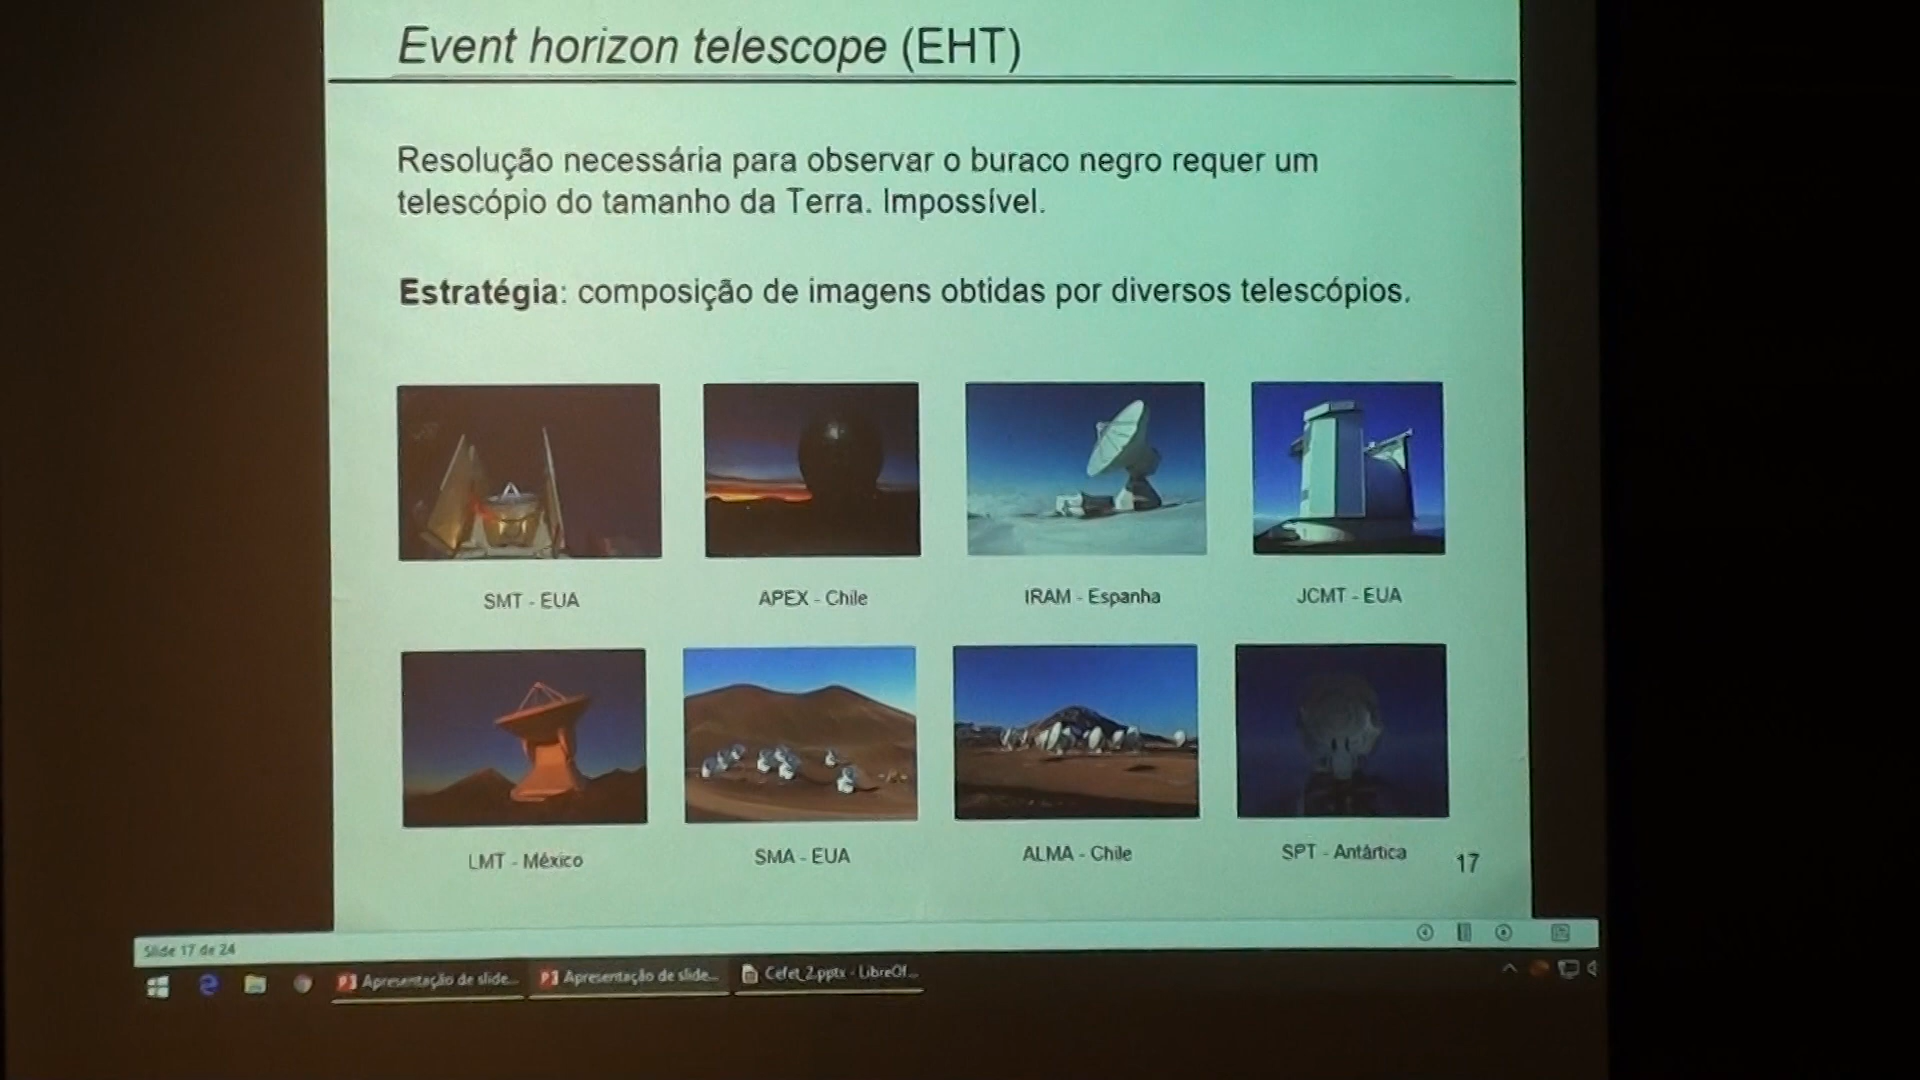 Event horizon telescope (EHT)
Resolução necessária para observar o buraco negro requer um
telescópio do tamanho da Terra. Impossível.
Estratégia: composição de imagens obtidas por diversos telescópios.
SMT - EUA
APEX - Chile
IRAM - Espanha
JCMT - EUA
LMT - México
SMA - EUA
ALMA - Chile
SPT - Antártica
17
Slide 17 de 24
Apresentação de slide...
Apresentação de slide...
Cefet_2.pptx - LibreOf...